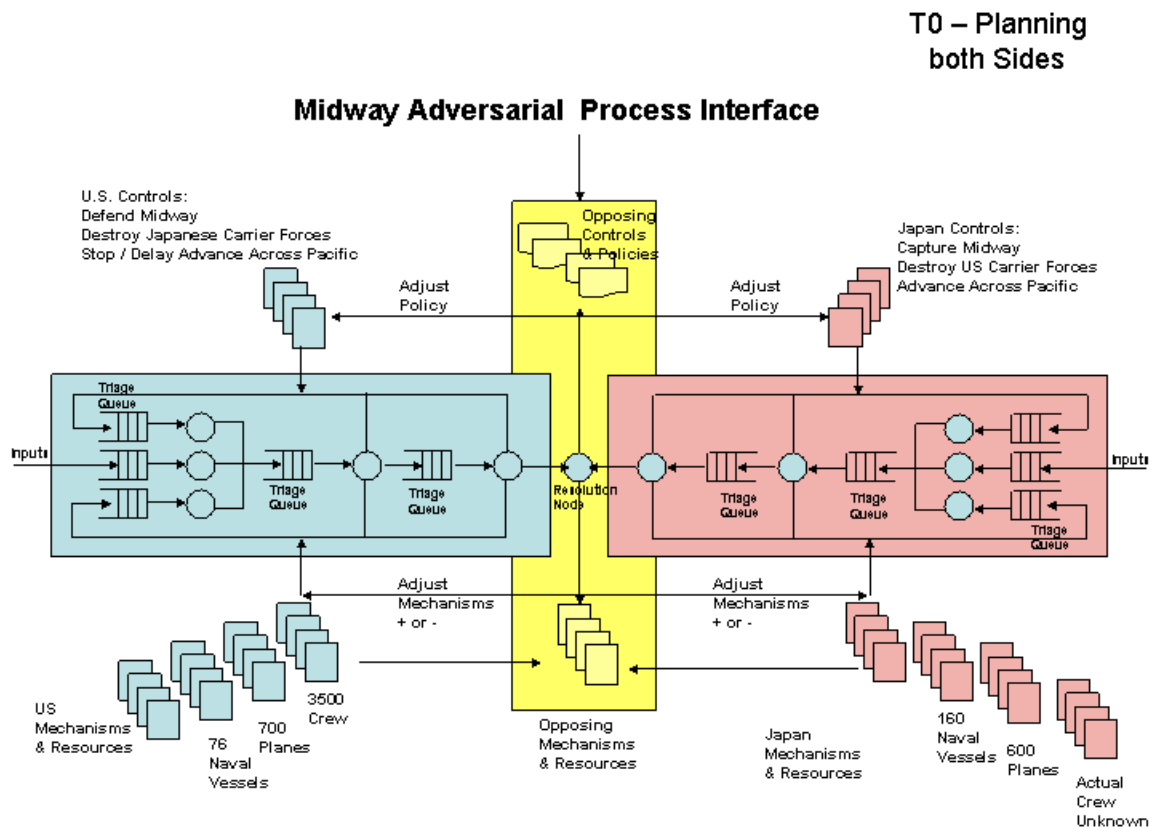 T0 – Planning
both Sides
Midway Adversarial Process Interface
U.S. Controls:
Defend Midway
Destroy Japanese Carrier Forces
Stop / Delay Advance Across Pacific
Opposing
Controls
& Policies
Japan Controls:
Capture Midway
Destroy US Carrier Forces
Advance Across Pacific
Adjust
Policy
Adjust
Policy
Triage
Queue
Inputs
Triage
Queue
Triage
Queue
Resolution
Node
Triage
Queue
Triage
Queue
Inputs
Triage
Queue
Adjust
Mechanisms
+ or -
Adjust
Mechanisms
+ or -
US
Mechanisms
& Resources
76
Naval
Vessels
700
Planes
3500
Crew
Opposing
Mechanisms
& Resources
Japan
Mechanisms
& Resources
160
Naval
Vessels
600
Planes
Actual
Crew
Unknown